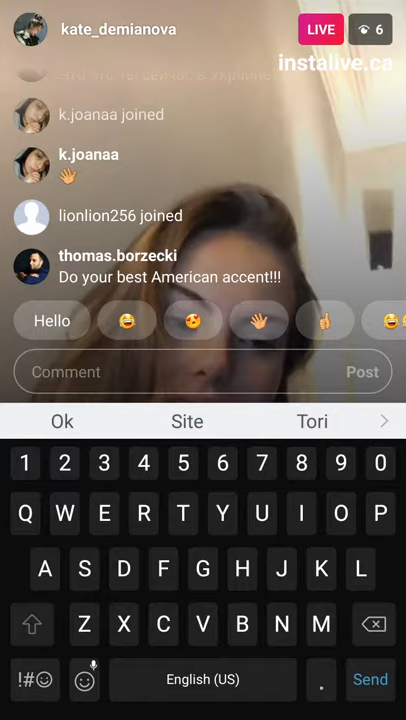 kate_demianova
LIVE
6
instalive.ca
k.joanaa joined
k.joanaa
👋
lionlion256 joined
thomas.borzecki
Do your best American accent!!!
Hello 😂 😍 👋 👍 😂
Comment Post
Ok Site Tori
1 2 3 4 5 6 7 8 9 0
Q W E R T Y U I O P
A S D F G H J K L
Z X C V B N M
!#☺ English (US) . Send